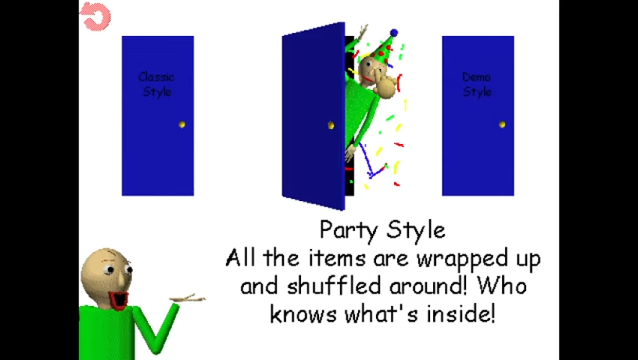 Classic
Style
Demo
Style
Party Style
All the items are wrapped up
and shuffled around! Who
knows what's inside!